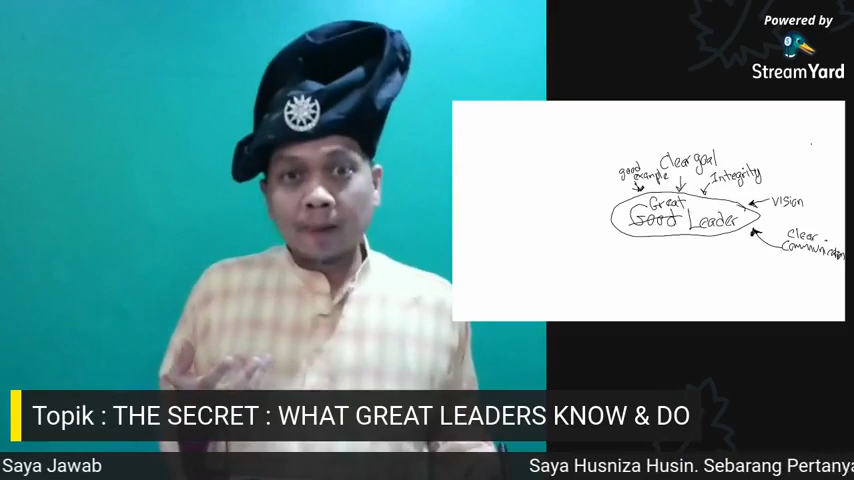 Powered by
StreamYard
Clear goal
good
example
Integrity
Great
Good Leader
vision
Clear
Communication
Topik : THE SECRET : WHAT GREAT LEADERS KNOW & DO
Saya Jawab
Saya Husniza Husin. Sebarang Pertanya